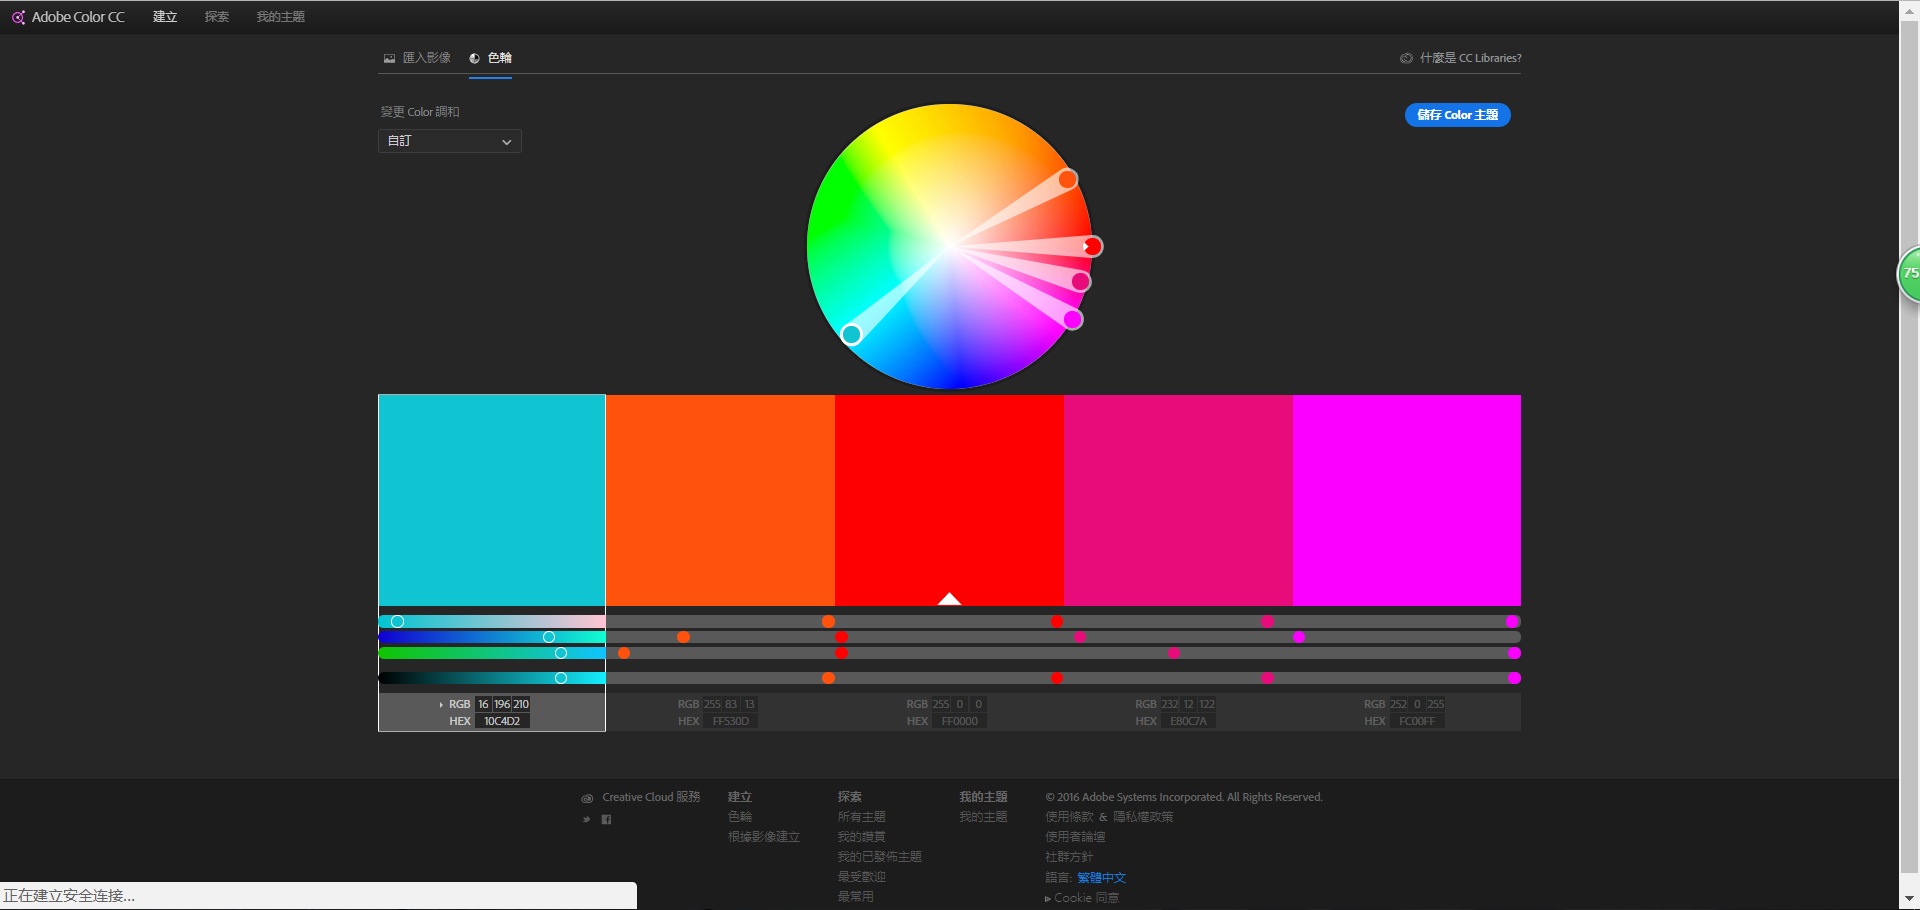 Adobe Color CC 建立 探索 我的主題
匯入影像 色輪 什麼是 CC Libraries?
變更 Color 調和 儲存 Color 主題
自訂
75
RGB 16 196 210 RGB 255 83 13 RGB 255 0 0 RGB 232 12 122 RGB 252 0 255
HEX 10C4D2 HEX FF530D HEX FF0000 HEX E80C7A HEX FC00FF
Creative Cloud 服務 建立 探索 我的主題 © 2016 Adobe Systems Incorporated. All Rights Reserved.
色輪 所有主題 我的主題 使用條款 & 隱私權政策
根據影像建立 我的讚賞 使用者論壇
我的已發佈主題 社群方針
最受歡迎 語言: 繁體中文
最常用 Cookie 同意
正在建立安全连接...